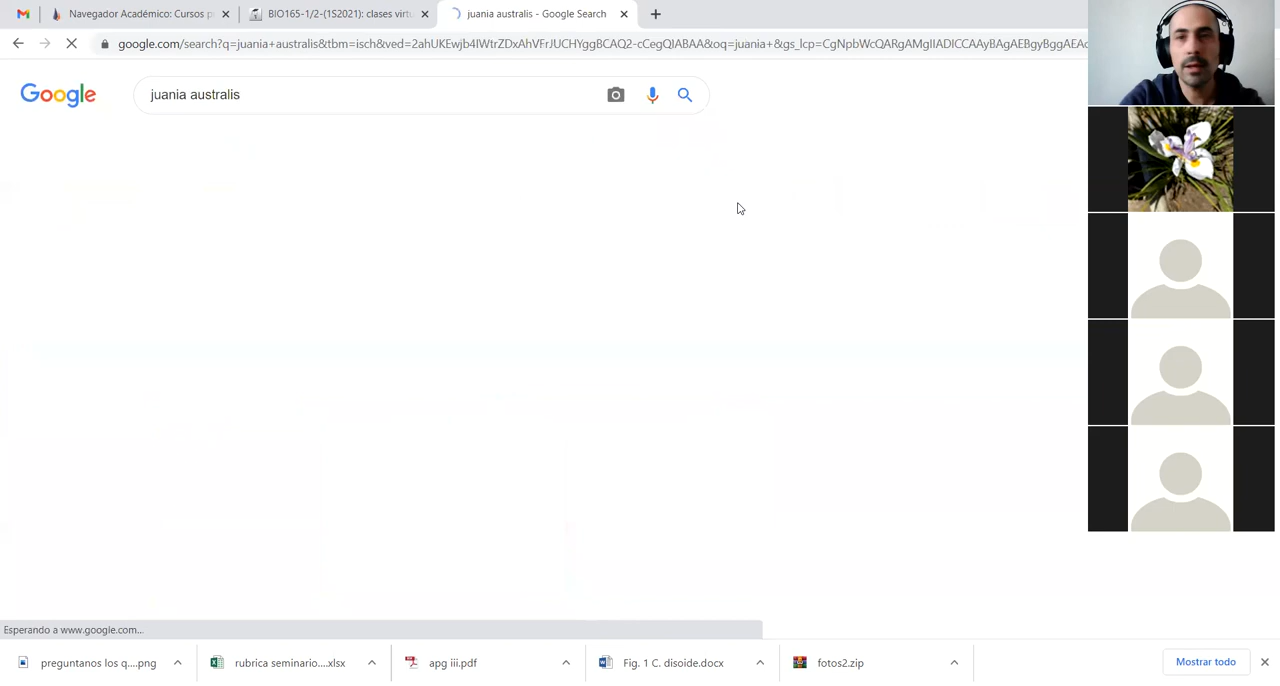 Navegador Académico: Cursos p
BIO165-1/2-(1S2021): clases virtu
juania australis - Google Search
google.com/search?q=juania+australis&tbm=isch&ved=2ahUKEwjb4IWtrZDxAhVFrJUCHYggBCAQ2-cCegQIABAA&oq=juania+&gs_lcp=CgNpbWcQARgAMgIIADICCAAyBAgAEBgyBggAEAc
Google
juania australis
Esperando a www.google.com...
preguntanos los q....png
rubrica seminario....xlsx
apg iii.pdf
Fig. 1 C. disoide.docx
fotos2.zip
Mostrar todo